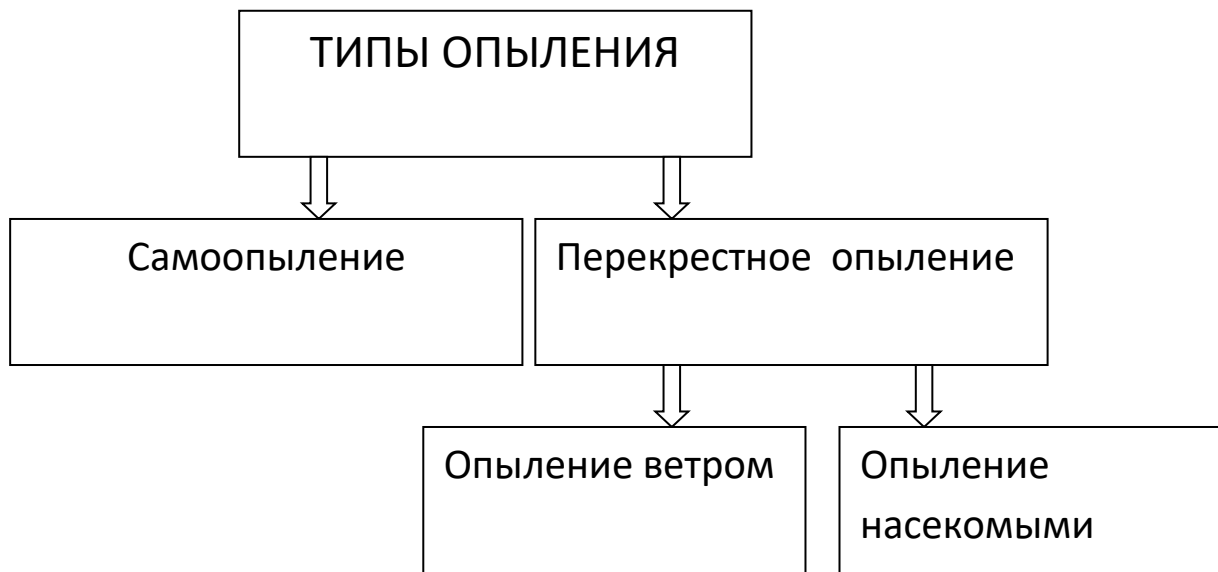 ТИПЫ ОПЫЛЕНИЯ
Самоопыление
Перекрестное опыление
Опыление ветром
Опыление
насекомыми